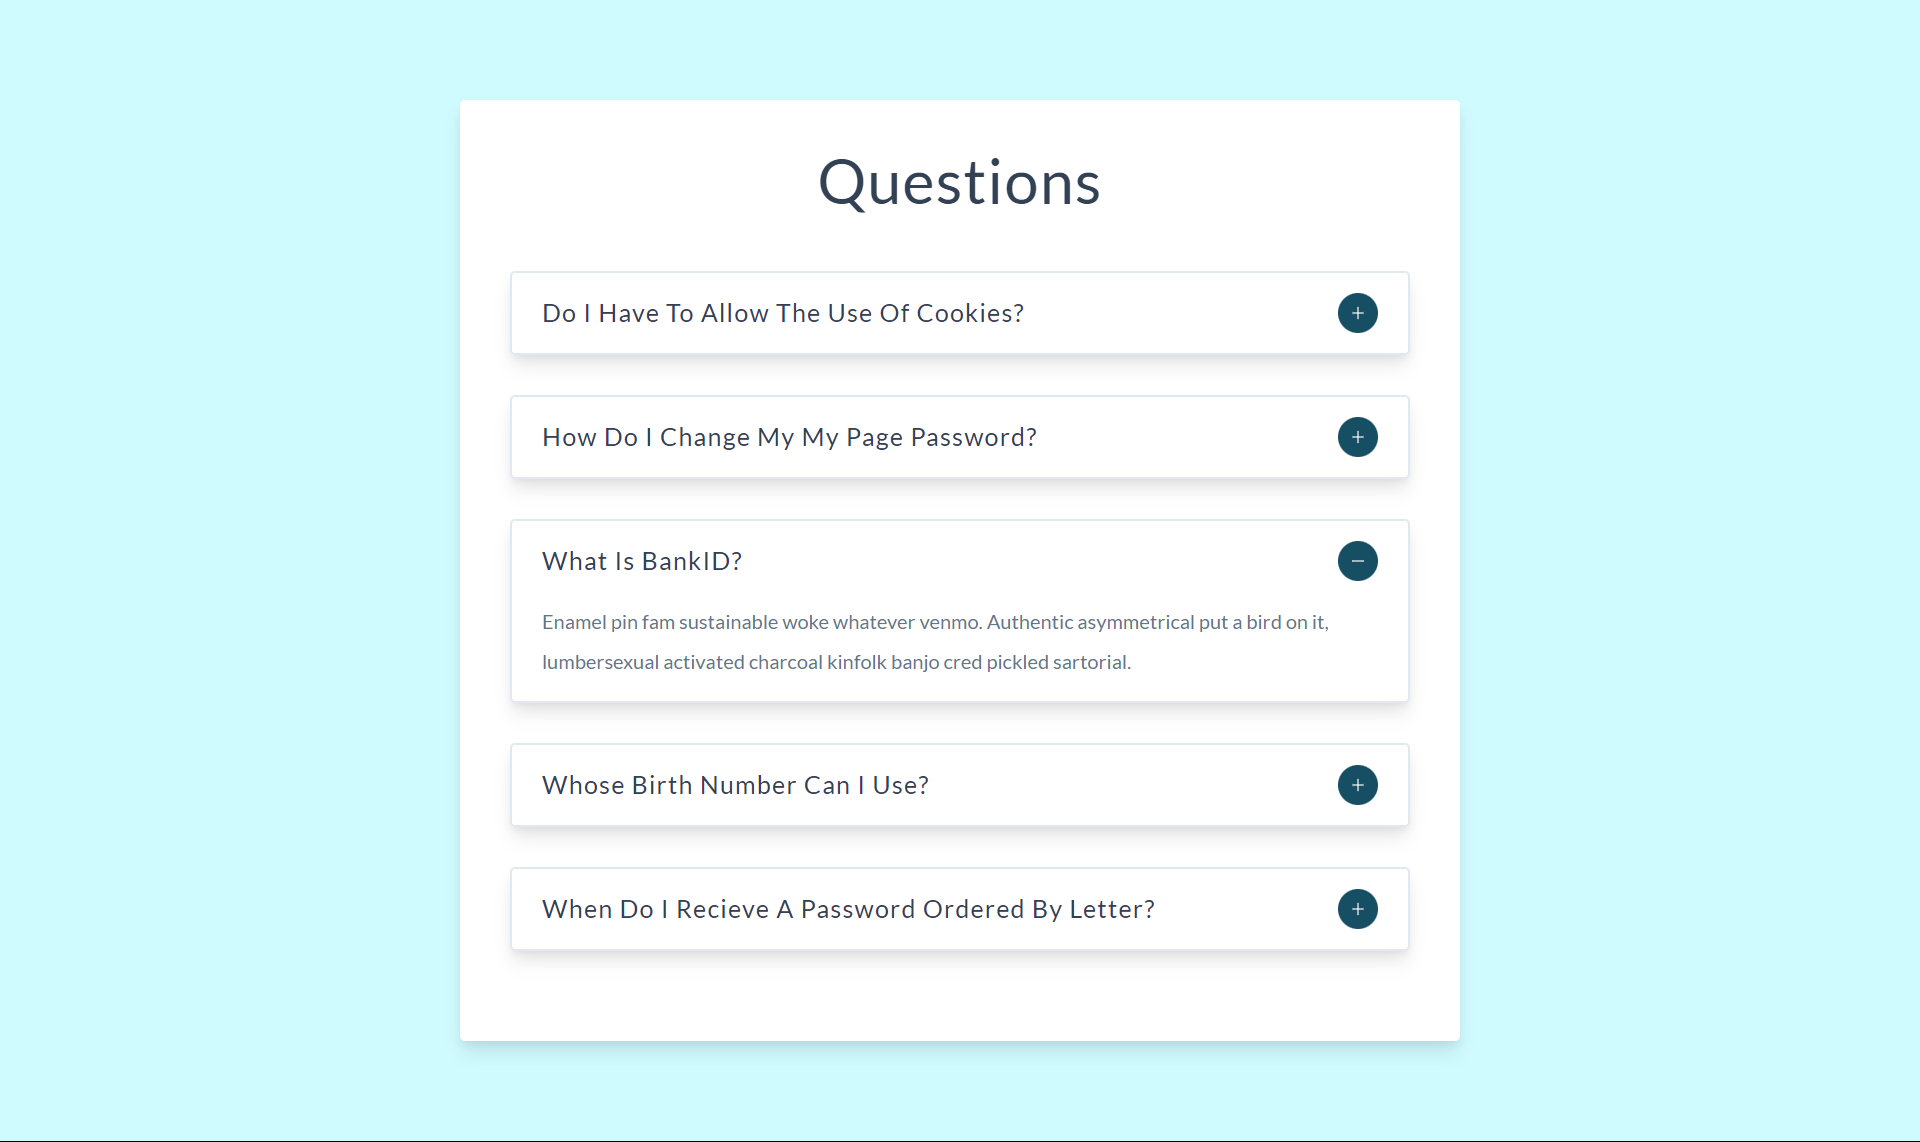 Questions
Do I Have To Allow The Use Of Cookies?
How Do I Change My My Page Password?
What Is BankID?
Enamel pin fam sustainable woke whatever venmo. Authentic asymmetrical put a bird on it,
lumbersexual activated charcoal kinfolk banjo cred pickled sartorial.
Whose Birth Number Can I Use?
When Do I Recieve A Password Ordered By Letter?